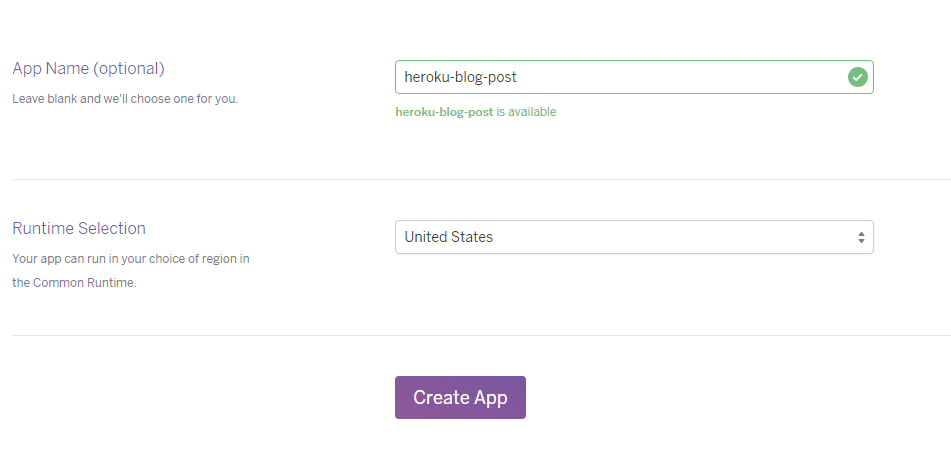 App Name (optional)
heroku-blog-post
Leave blank and we'll choose one for you.
heroku-blog-post is available
Runtime Selection
United States
Your app can run in your choice of region in
the Common Runtime.
Create App